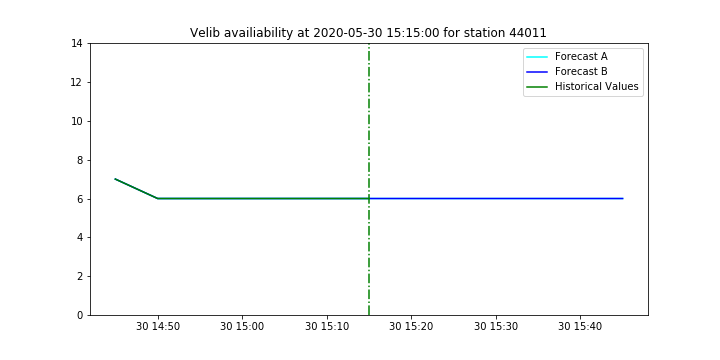 Velib availiability at 2020-05-30 15:15:00 for station 44011
14
12
10
8
6
4
2
0
Forecast A
Forecast B
Historical Values
30 14:50 30 15:00 30 15:10 30 15:20 30 15:30 30 15:40